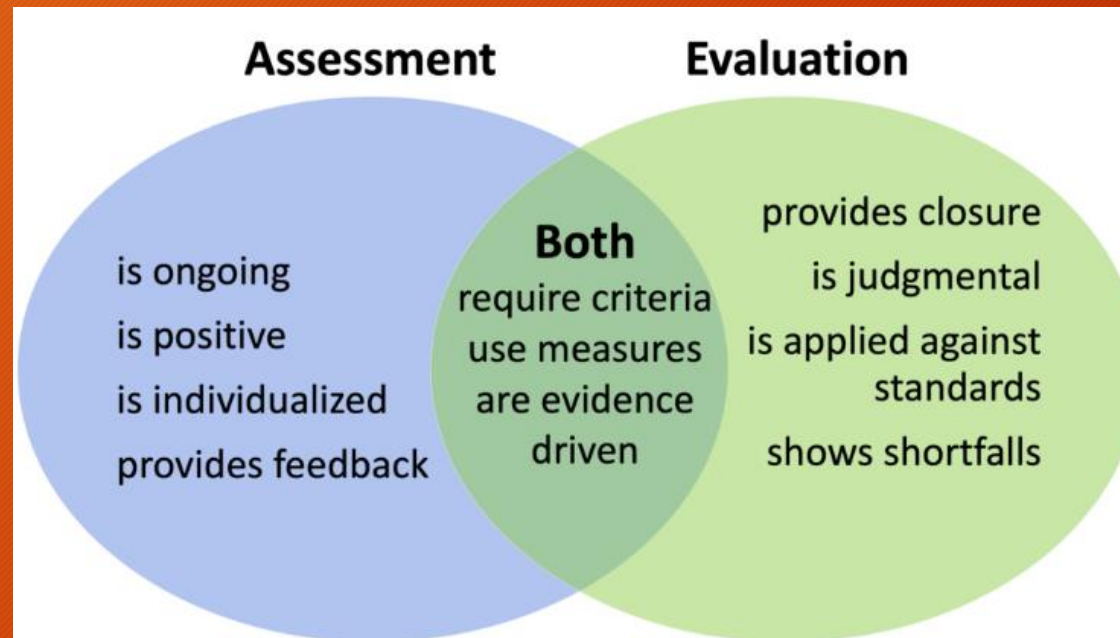 Assessment
Evaluation
is ongoing
is positive
is individualized
provides feedback
Both
require criteria
use measures
are evidence
driven
provides closure
is judgmental
is applied against
standards
shows shortfalls